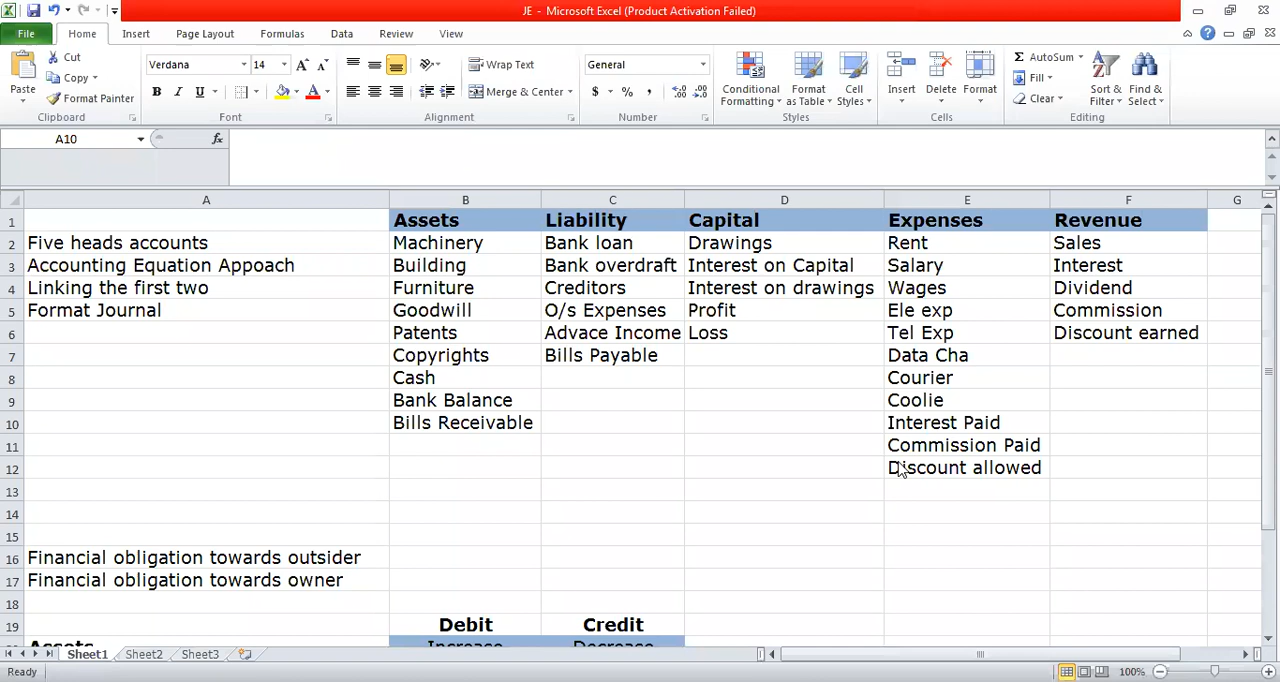 JE - Microsoft Excel (Product Activation Failed)
File Home Insert Page Layout Formulas Data Review View
Cut
Copy
Format Painter
Paste
Clipboard
Verdana 14
B I U
Font
Wrap Text
Merge & Center
Alignment
General
$ % ,
Number
Conditional Formatting
Format as Table
Cell Styles
Styles
Insert Delete Format
Cells
AutoSum
Fill
Clear
Sort & Filter
Find & Select
Editing
A10 fx
A B C D E F G
1 Assets Liability Capital Expenses Revenue
2 Five heads accounts Machinery Bank loan Drawings Rent Sales
3 Accounting Equation Appoach Building Bank overdraft Interest on Capital Salary Interest
4 Linking the first two Furniture Creditors Interest on drawings Wages Dividend
5 Format Journal Goodwill O/s Expenses Profit Ele exp Commission
6 Patents Advace Income Loss Tel Exp Discount earned
7 Copyrights Bills Payable Data Cha
8 Cash Courier
9 Bank Balance Coolie
10 Bills Receivable Interest Paid
11 Commission Paid
12 Discount allowed
13
14
15
16 Financial obligation towards outsider
17 Financial obligation towards owner
18
19 Debit Credit
Assets Increase Decrease
Sheet1 Sheet2 Sheet3
Ready 100%